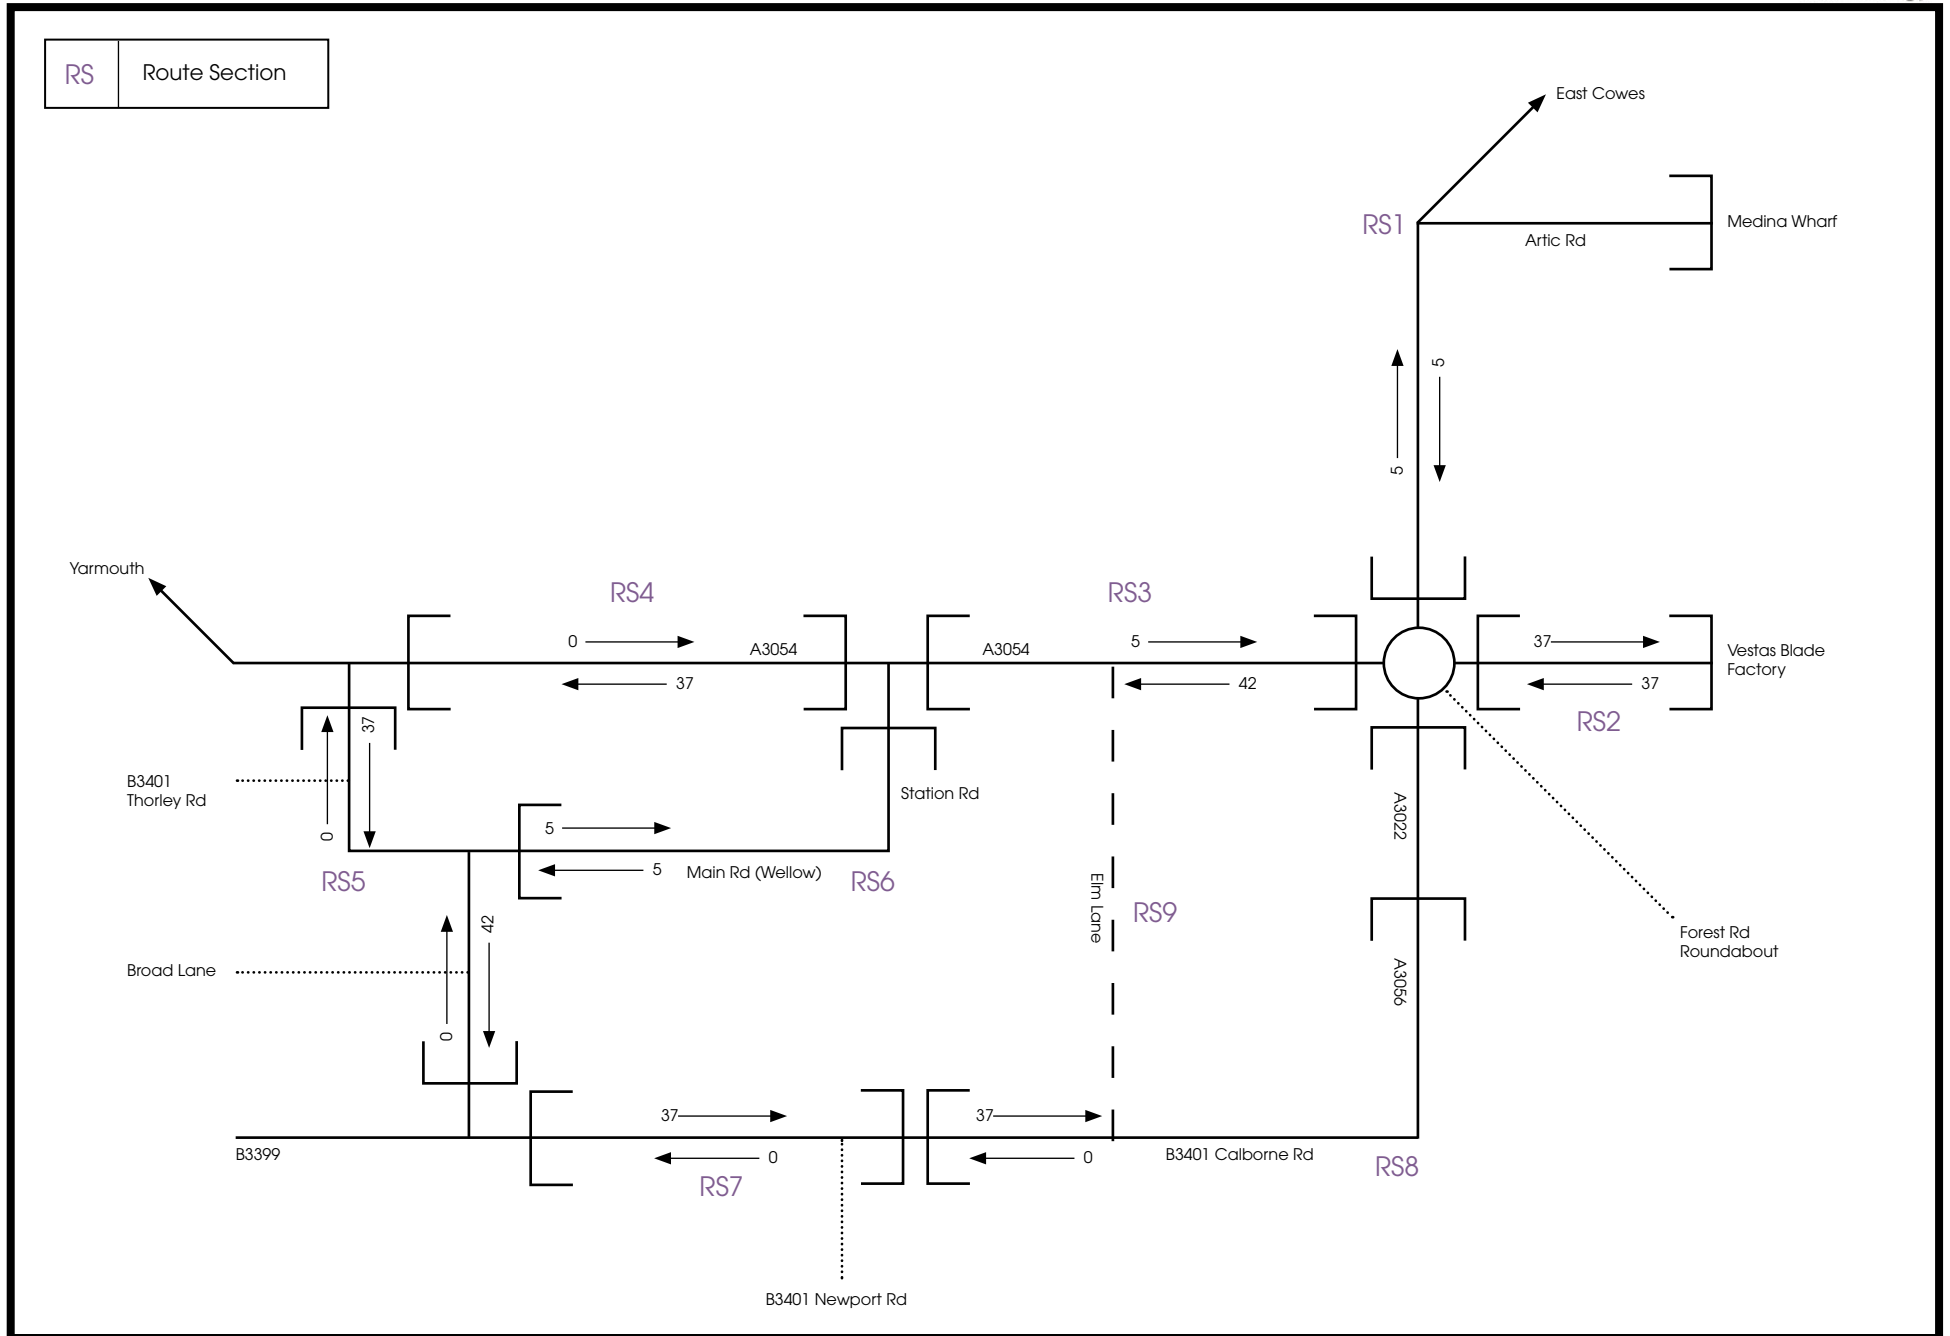 RS
Route Section
East Cowes
RS1
Medina Wharf
Artic Rd
5
5
Yarmouth
RS4
RS3
0
A3054
A3054
5
37
Vestas Blade
Factory
37
42
37
RS2
37
0
B3401
Thorley Rd
Station Rd
A3022
5
5
Main Rd (Wellow)
RS5
RS6
Elm Lane
RS9
42
0
Forest Rd
Roundabout
Broad Lane
A3056
37
0
37
0
B3399
B3401 Calborne Rd
RS8
RS7
B3401 Newport Rd